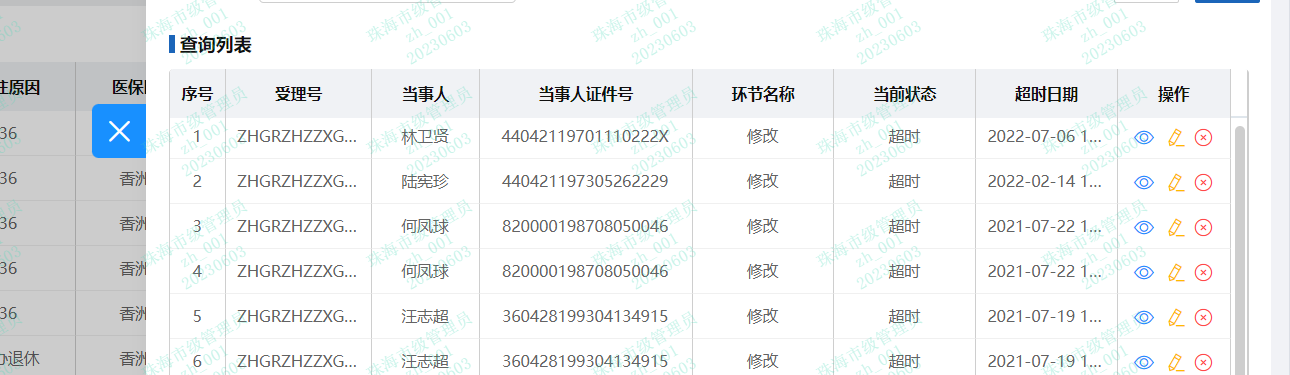 查询列表
序号 受理号 当事人 当事人证件号 环节名称 当前状态 超时日期 操作
1 ZHGRZHZZXG... 林卫贤 44042119701110222X 修改 超时 2022-07-06 1...
2 ZHGRZHZZXG... 陆宪珍 440421197305262229 修改 超时 2022-02-14 1...
3 ZHGRZHZZXG... 何凤球 820000198708050046 修改 超时 2021-07-22 1...
4 ZHGRZHZZXG... 何凤球 820000198708050046 修改 超时 2021-07-22 1...
5 ZHGRZHZZXG... 汪志超 360428199304134915 修改 超时 2021-07-19 1...
6 ZHGRZHZZXG... 汪志超 360428199304134915 修改 超时 2021-07-19 1...
原因 医保
36
36 香洲
36 香洲
36 香洲
36 香洲
办退休 香洲
珠海市级管理员
zh_001
20230603